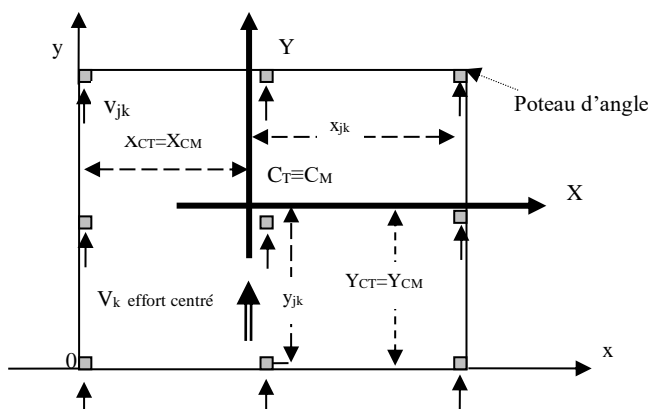 y
Y
v_jk
Poteau d'angle
x_CT=X_CM
x_jk
C_T≡C_M
X
V_k effort centré
y_jk
Y_CT=Y_CM
0
x